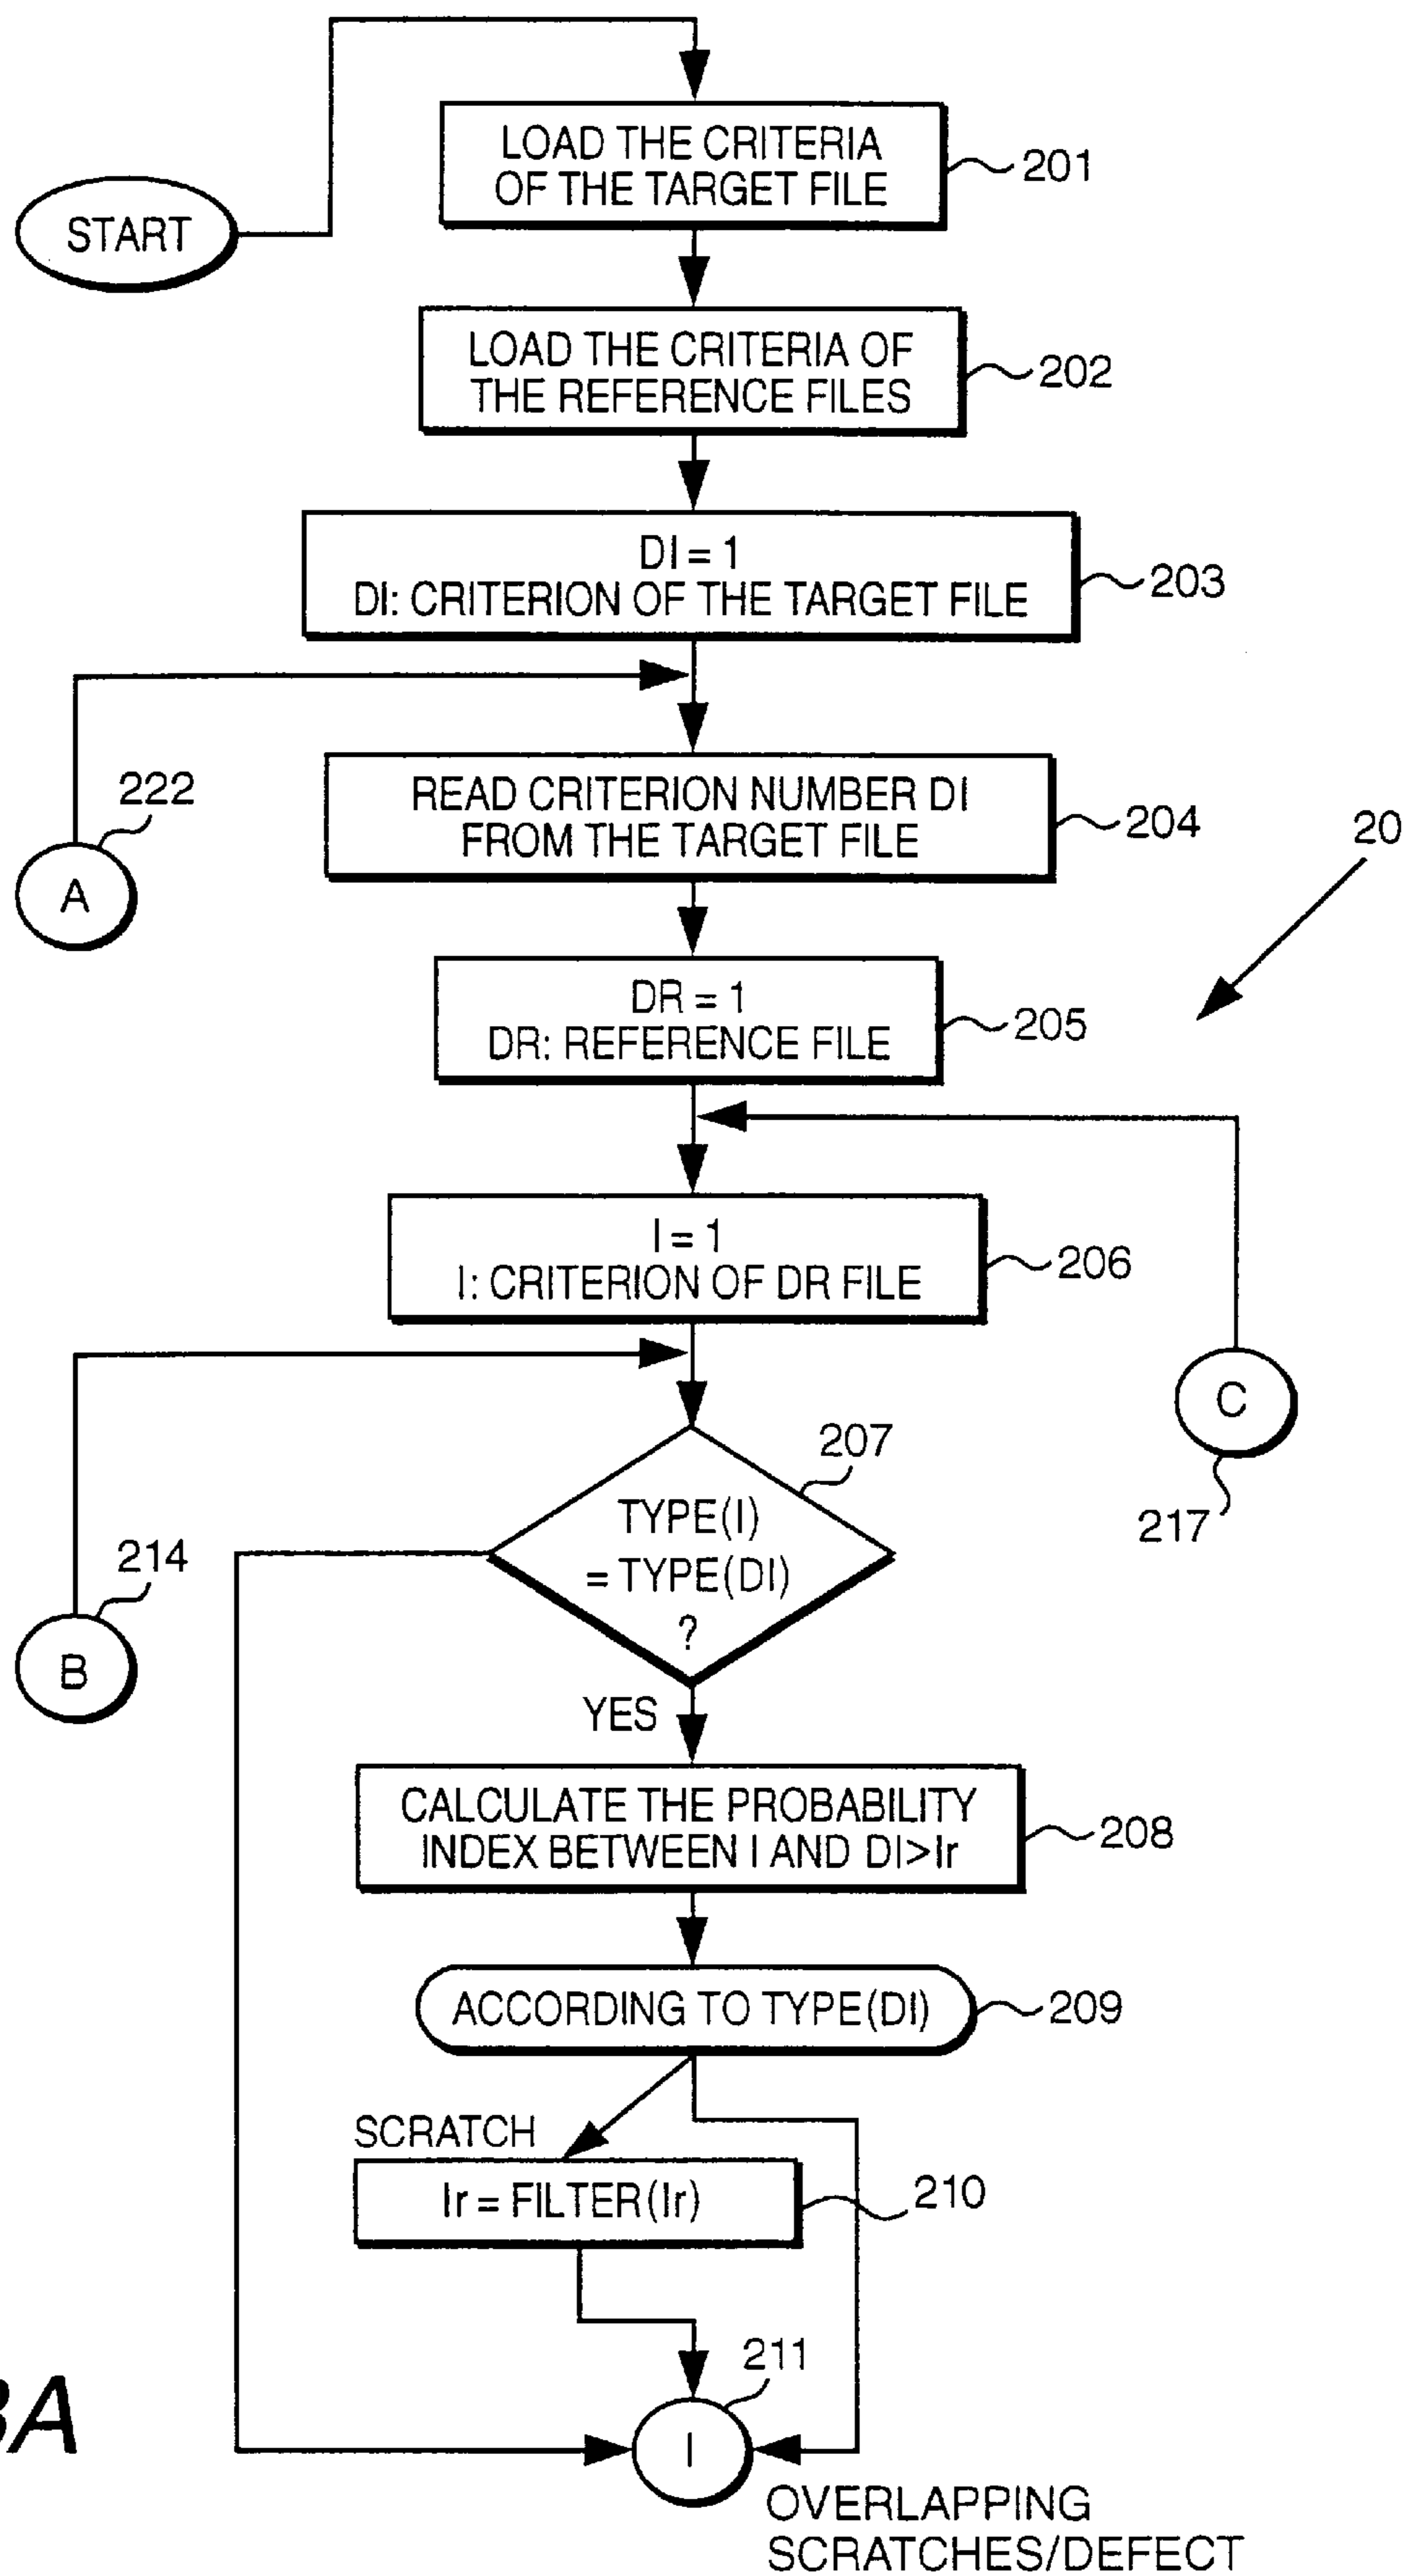 LOAD THE CRITERIA
OF THE TARGET FILE
201
START
LOAD THE CRITERIA OF
THE REFERENCE FILES
202
DI = 1
DI: CRITERION OF THE TARGET FILE
203
222
A
READ CRITERION NUMBER DI
FROM THE TARGET FILE
204
20
DR = 1
DR: REFERENCE FILE
205
I = 1
I: CRITERION OF DR FILE
206
C
217
207
TYPE(I)
= TYPE(DI)
?
214
B
YES
CALCULATE THE PROBABILITY
INDEX BETWEEN I AND DI>Ir
208
ACCORDING TO TYPE(DI)
209
SCRATCH
Ir = FILTER(Ir)
210
211
I
3A
OVERLAPPING
SCRATCHES/DEFECT